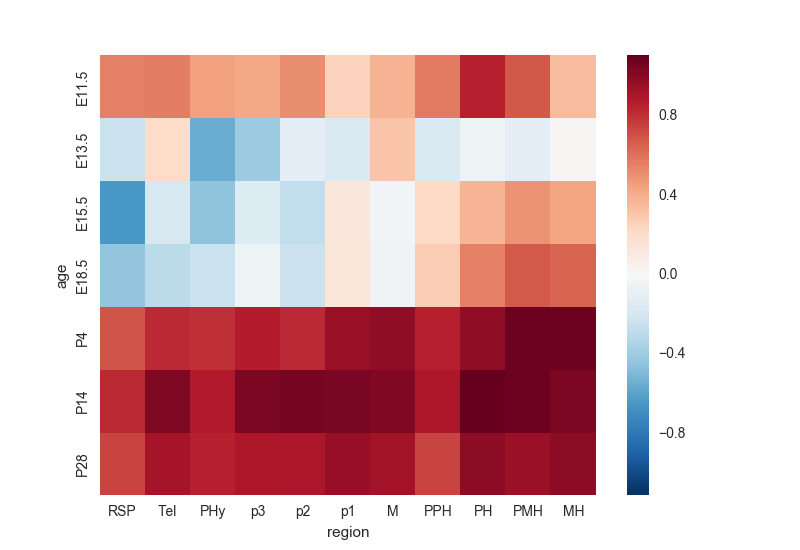 age
E11.5
E13.5
E15.5
E18.5
P4
P14
P28
RSP Tel PHy p3 p2 p1 M PPH PH PMH MH
region
0.8
0.4
0.0
−0.4
−0.8